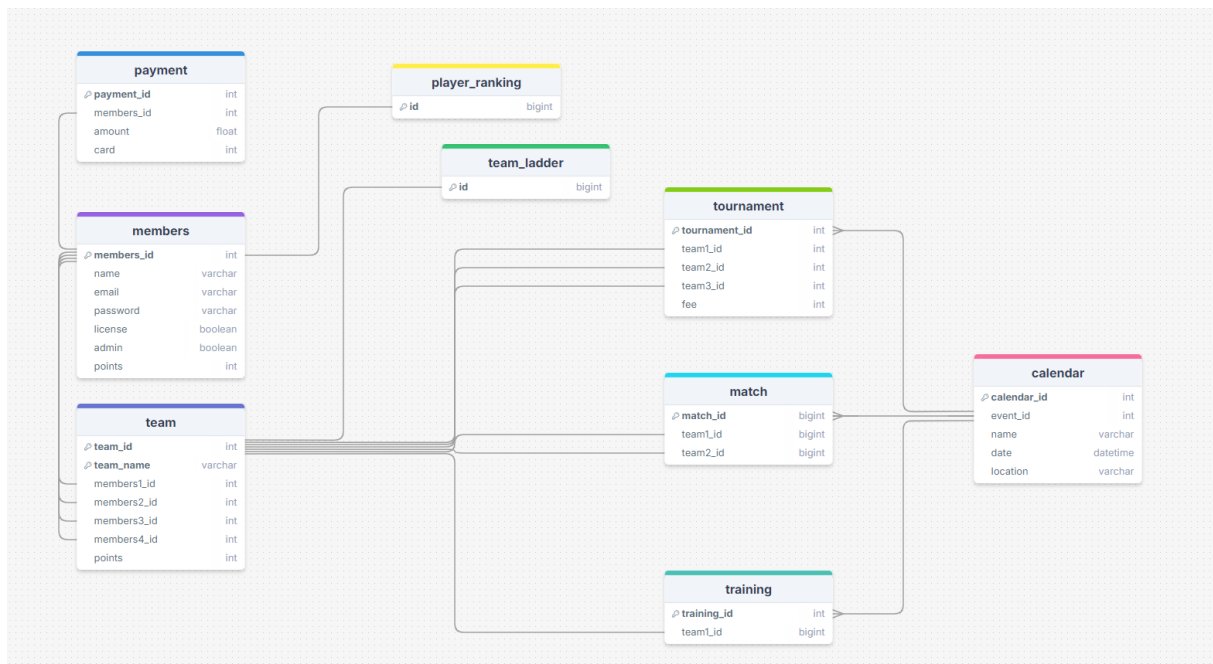 payment
payment_id int
members_id int
amount float
card int
player_ranking
id bigint
team_ladder
id bigint
members
members_id int
name varchar
email varchar
password varchar
license boolean
admin boolean
points int
tournament
tournament_id int
team1_id int
team2_id int
team3_id int
fee int
team
team_id int
team_name varchar
members1_id int
members2_id int
members3_id int
members4_id int
points int
match
match_id bigint
team1_id bigint
team2_id bigint
calendar
calendar_id int
event_id int
name varchar
date datetime
location varchar
training
training_id int
team1_id bigint